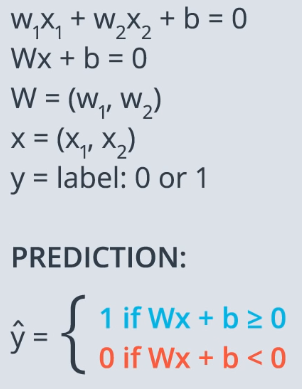 w₁x₁ + w₂x₂ + b = 0
Wx + b = 0
W = (w₁, w₂)
x = (x₁, x₂)
y = label: 0 or 1
PREDICTION:
ŷ = { 1 if Wx + b ≥ 0
0 if Wx + b < 0